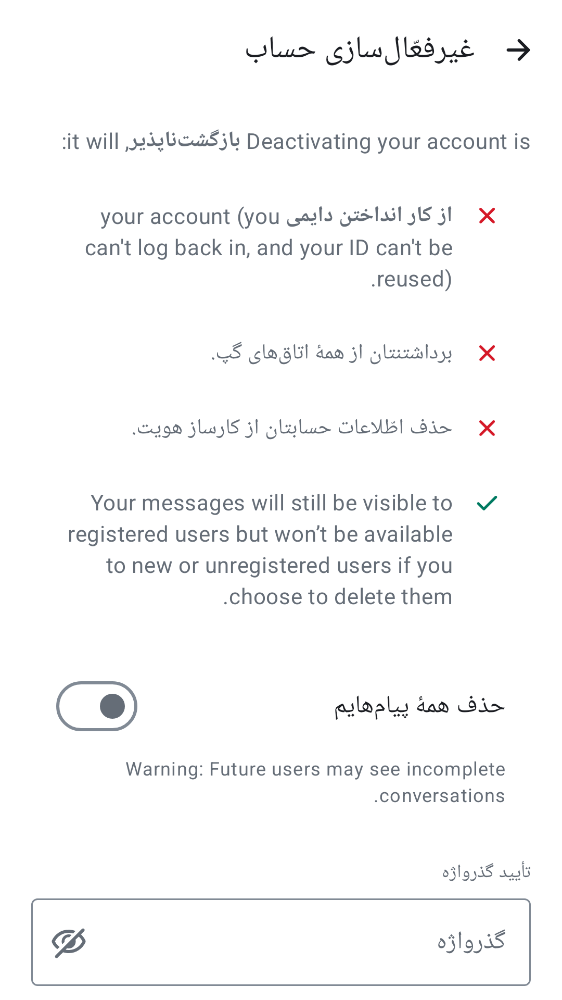 غیرفعّال‌سازی حساب
Deactivating your account is بازگشت‌ناپذیر, it will:
از کار انداختن دایمی your account (you
can't log back in, and your ID can't be
reused).
برداشتنتان از همهٔ اتاق‌های گپ.
حذف اطّلاعات حسابتان از کارساز هویت.
Your messages will still be visible to
registered users but won’t be available
to new or unregistered users if you
choose to delete them.
حذف همهٔ پیام‌هایم
Warning: Future users may see incomplete
conversations.
تأیید گذرواژه
گذرواژه